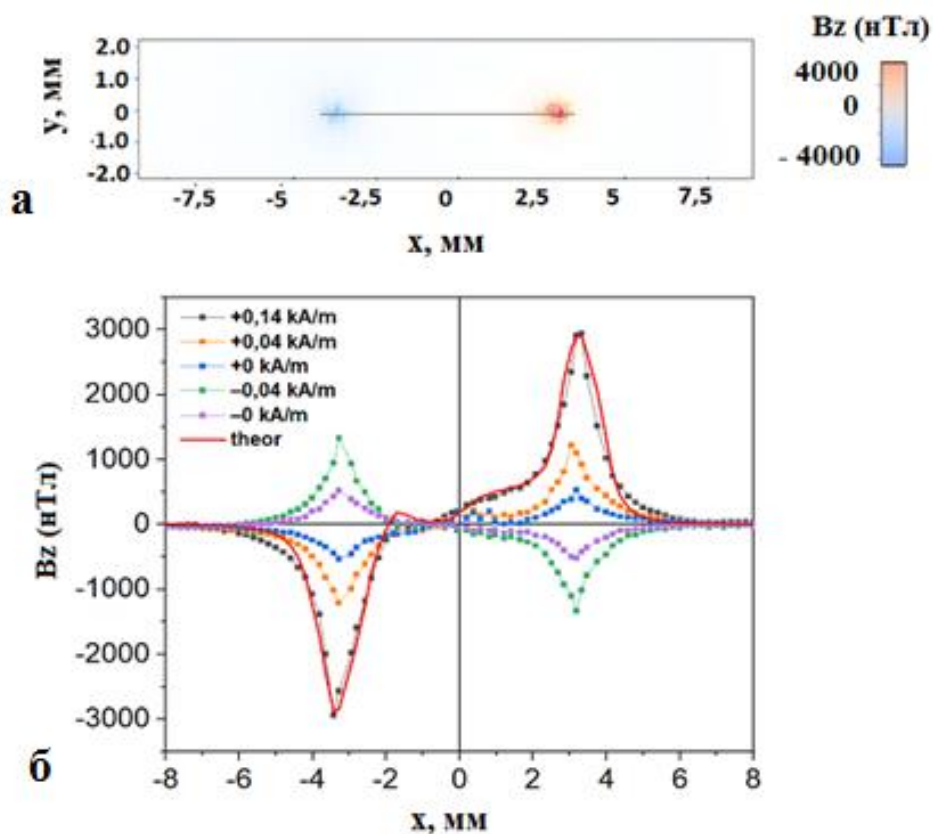 Bz (нТл)
4000
0
- 4000
y, мм
2.0
1.0
0
-1.0
-2.0
-7,5 -5 -2,5 0 2,5 5 7,5
x, мм
а
Bz (нТл)
3000
2000
1000
0
-1000
-2000
-3000
+0,14 kA/m
+0,04 kA/m
+0 kA/m
–0,04 kA/m
–0 kA/m
theor
-8 -6 -4 -2 0 2 4 6 8
x, мм
б